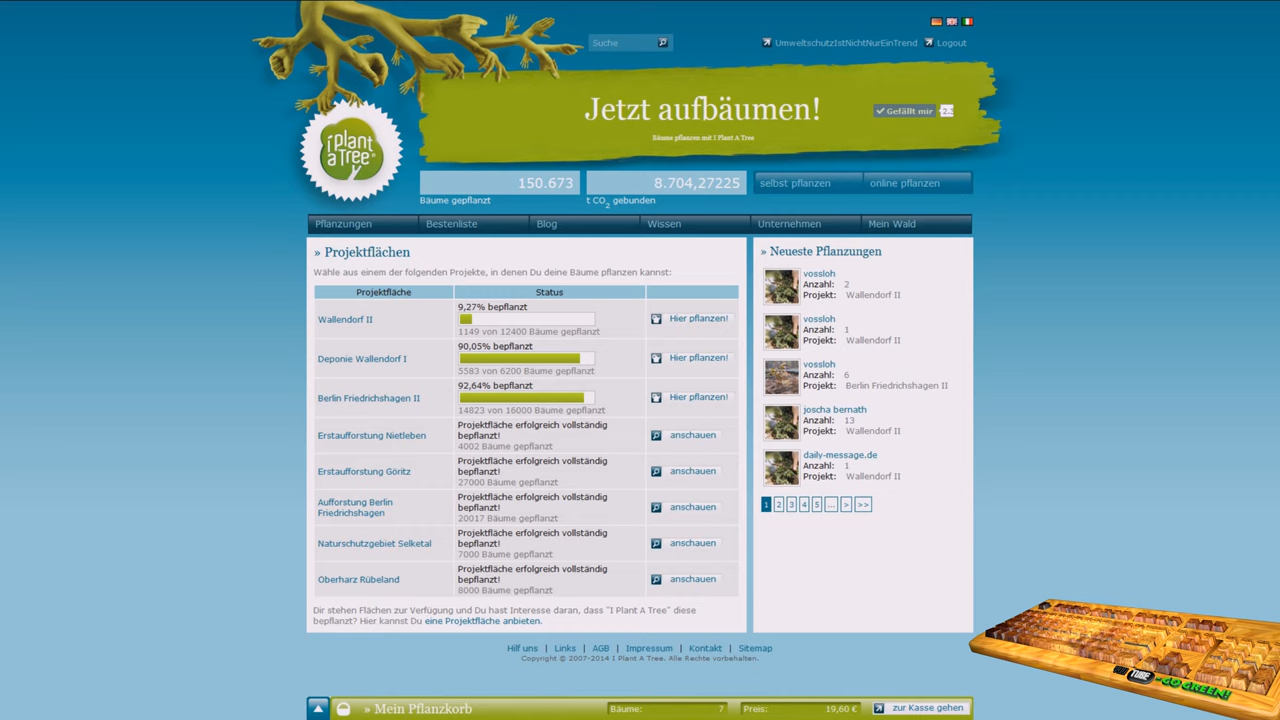 Suche
UmweltschutzIstNichtNurEinTrend
Logout
Jetzt aufbäumen!
Bäume pflanzen mit I Plant A Tree
Gefällt mir
i Plant
a Tree
150.673
Bäume gepflanzt
8.704,27225
t CO2 gebunden
selbst pflanzen
online pflanzen
Pflanzungen
Bestenliste
Blog
Wissen
Unternehmen
Mein Wald
» Projektflächen
Wähle aus einem der folgenden Projekte, in denen Du deine Bäume pflanzen kannst:
Projektfläche
Status
Wallendorf II
9,27% bepflanzt
1149 von 12400 Bäume gepflanzt
Hier pflanzen!
Deponie Wallendorf I
90,05% bepflanzt
5583 von 6200 Bäume gepflanzt
Hier pflanzen!
Berlin Friedrichshagen II
92,64% bepflanzt
14823 von 16000 Bäume gepflanzt
Hier pflanzen!
Erstaufforstung Nietleben
Projektfläche erfolgreich vollständig
bepflanzt!
4002 Bäume gepflanzt
anschauen
Erstaufforstung Göritz
Projektfläche erfolgreich vollständig
bepflanzt!
27000 Bäume gepflanzt
anschauen
Aufforstung Berlin
Friedrichshagen
Projektfläche erfolgreich vollständig
bepflanzt!
20017 Bäume gepflanzt
anschauen
Naturschutzgebiet Selketal
Projektfläche erfolgreich vollständig
bepflanzt!
7000 Bäume gepflanzt
anschauen
Oberharz Rübeland
Projektfläche erfolgreich vollständig
bepflanzt!
8000 Bäume gepflanzt
anschauen
Dir stehen Flächen zur Verfügung und Du hast Interesse daran, dass "I Plant A Tree" diese
bepflanzt? Hier kannst Du eine Projektfläche anbieten.
» Neueste Pflanzungen
vossloh
Anzahl: 2
Projekt: Wallendorf II
vossloh
Anzahl: 1
Projekt: Wallendorf II
vossloh
Anzahl: 6
Projekt: Berlin Friedrichshagen II
joscha bernath
Anzahl: 13
Projekt: Wallendorf II
daily-message.de
Anzahl: 1
Projekt: Wallendorf II
1 2 3 4 5 ... > >>
Hilf uns | Links | AGB | Impressum | Kontakt | Sitemap
Copyright © 2007-2014 I Plant A Tree. Alle Rechte vorbehalten.
» Mein Pflanzkorb
Bäume: 7
Preis: 19,60 €
zur Kasse gehen
GO GREEN!